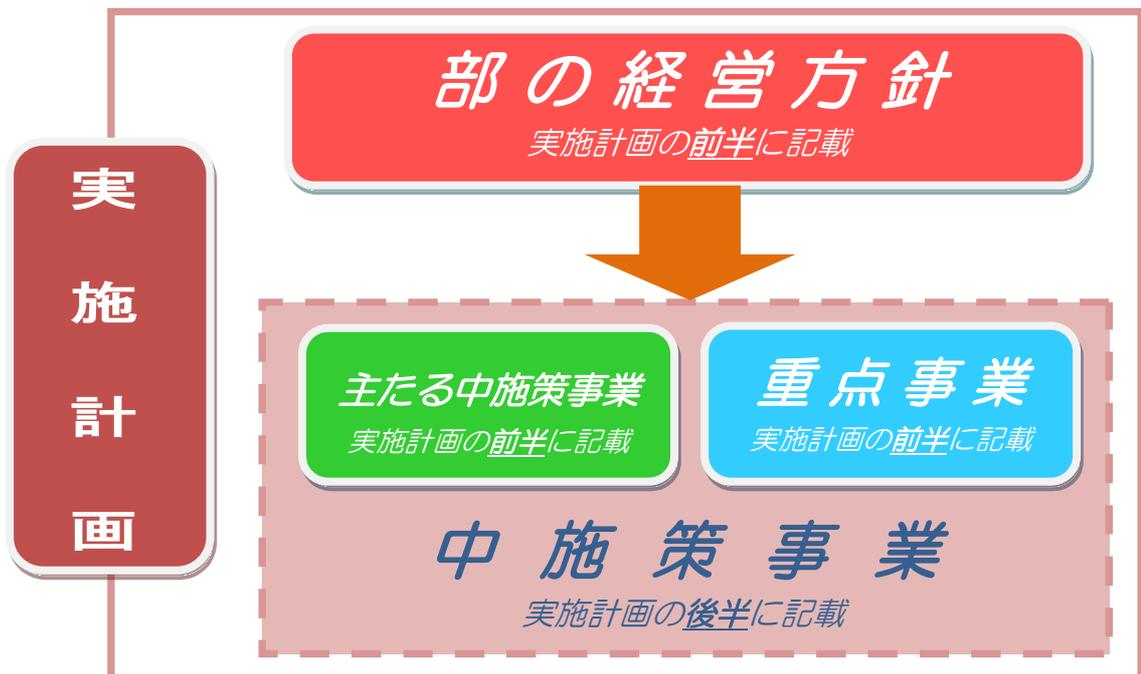 部の経営方針
実施計画の前半に記載
実施計画
主たる中施策事業
実施計画の前半に記載
重点事業
実施計画の前半に記載
中施策事業
実施計画の後半に記載